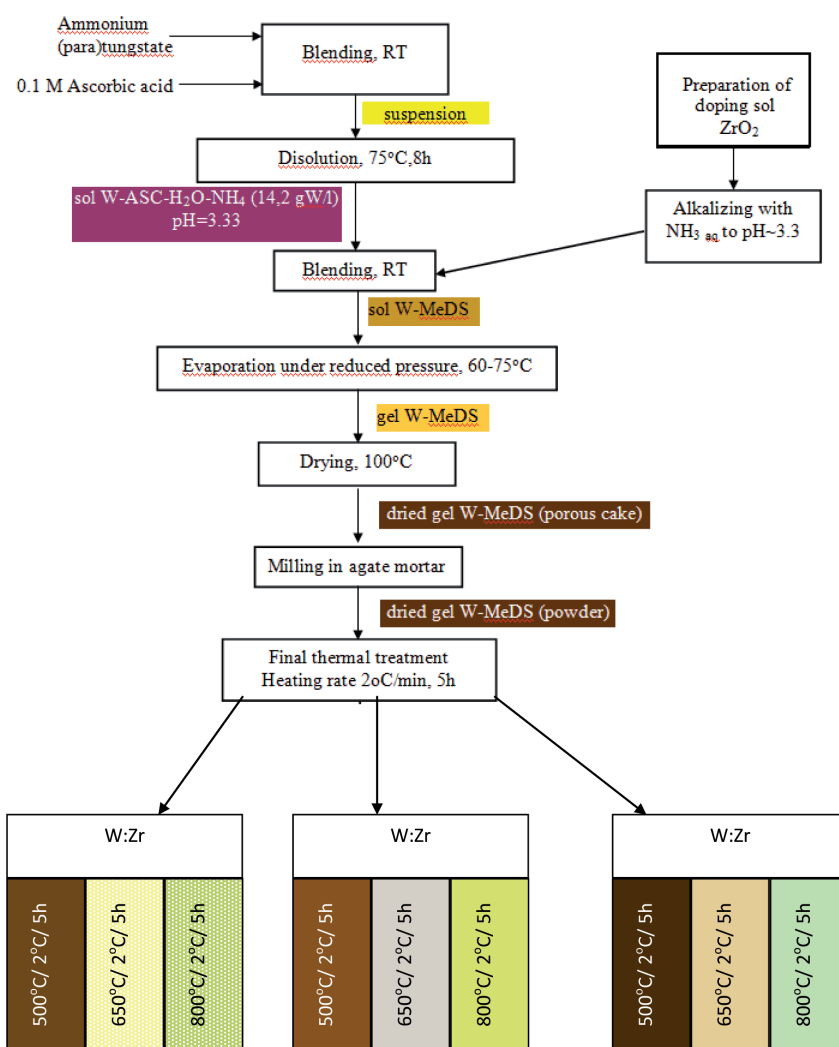 Ammonium
(para)tungstate
0.1 M Ascorbic acid
Blending, RT
suspension
Preparation of
doping sol
ZrO2
Disolution, 75°C,8h
sol W-ASC-H2O-NH4 (14,2 gW/l)
pH=3.33
Alkalizing with
NH3 aq to pH~3.3
Blending, RT
sol W-MeDS
Evaporation under reduced pressure, 60-75°C
gel W-MeDS
Drying, 100°C
dried gel W-MeDS (porous cake)
Milling in agate mortar
dried gel W-MeDS (powder)
Final thermal treatment
Heating rate 2oC/min, 5h
W:Zr
500°C/ 2°C/ 5h
650°C/ 2°C/ 5h
800°C/ 2°C/ 5h
W:Zr
500°C/ 2°C/ 5h
650°C/ 2°C/ 5h
800°C/ 2°C/ 5h
W:Zr
500°C/ 2°C/ 5h
650°C/ 2°C/ 5h
800°C/ 2°C/ 5h